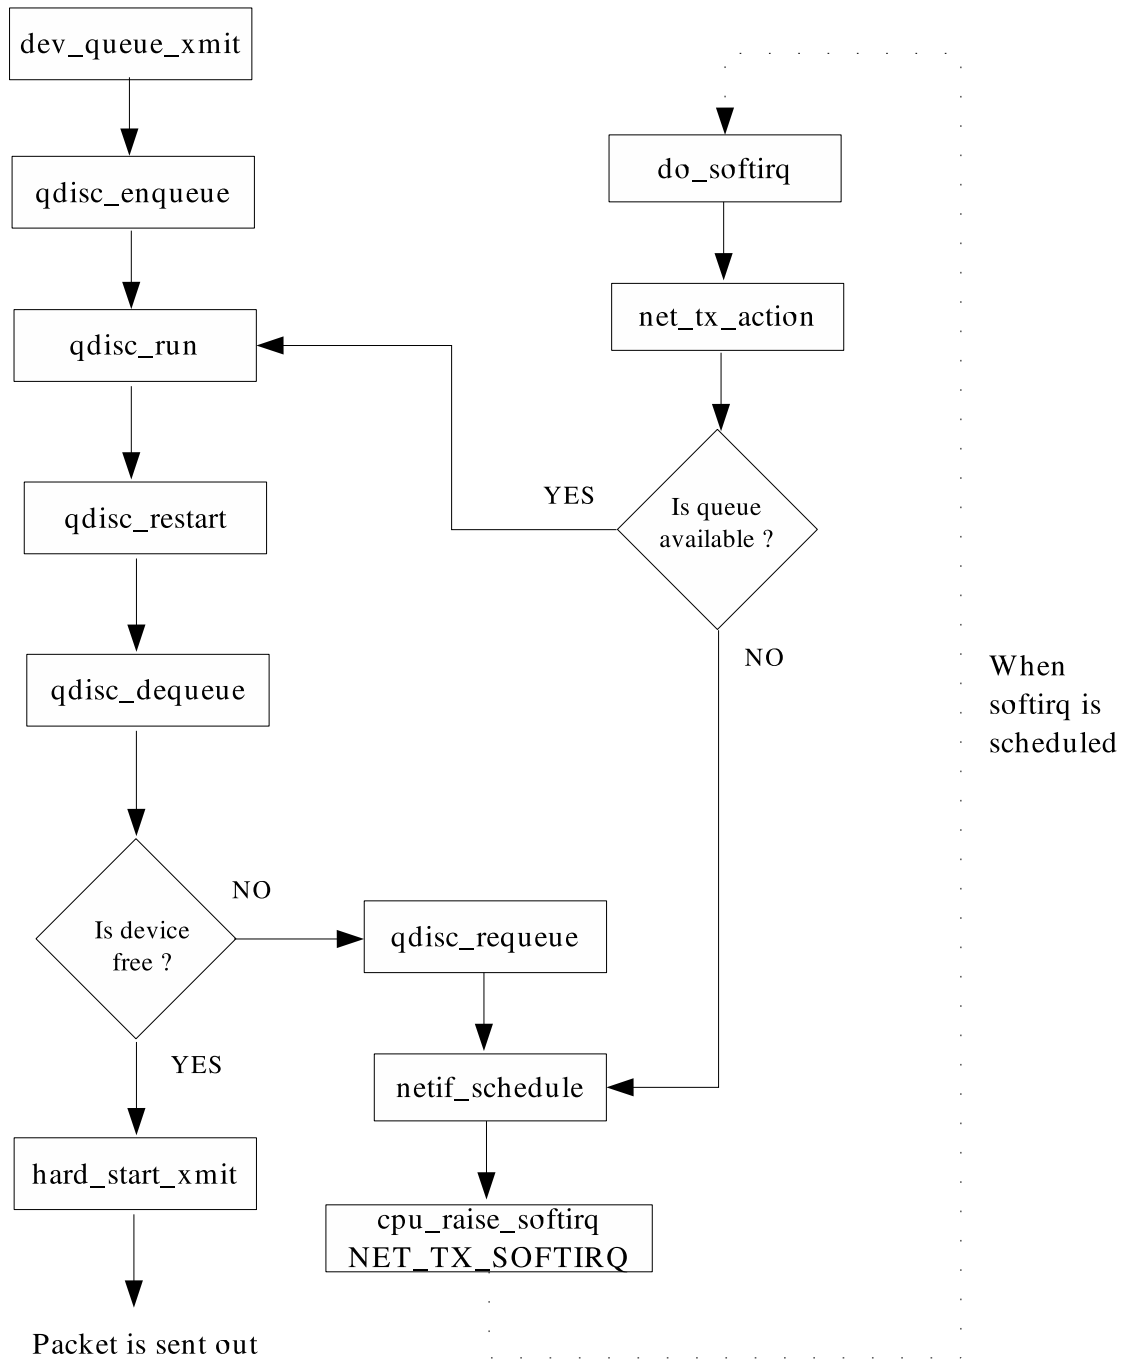 dev_queue_xmit
qdisc_enqueue
qdisc_run
qdisc_restart
qdisc_dequeue
Is device
free ?
NO
YES
hard_start_xmit
Packet is sent out
qdisc_requeue
netif_schedule
cpu_raise_softirq
NET_TX_SOFTIRQ
do_softirq
net_tx_action
Is queue
available ?
YES
NO
When
softirq is
scheduled